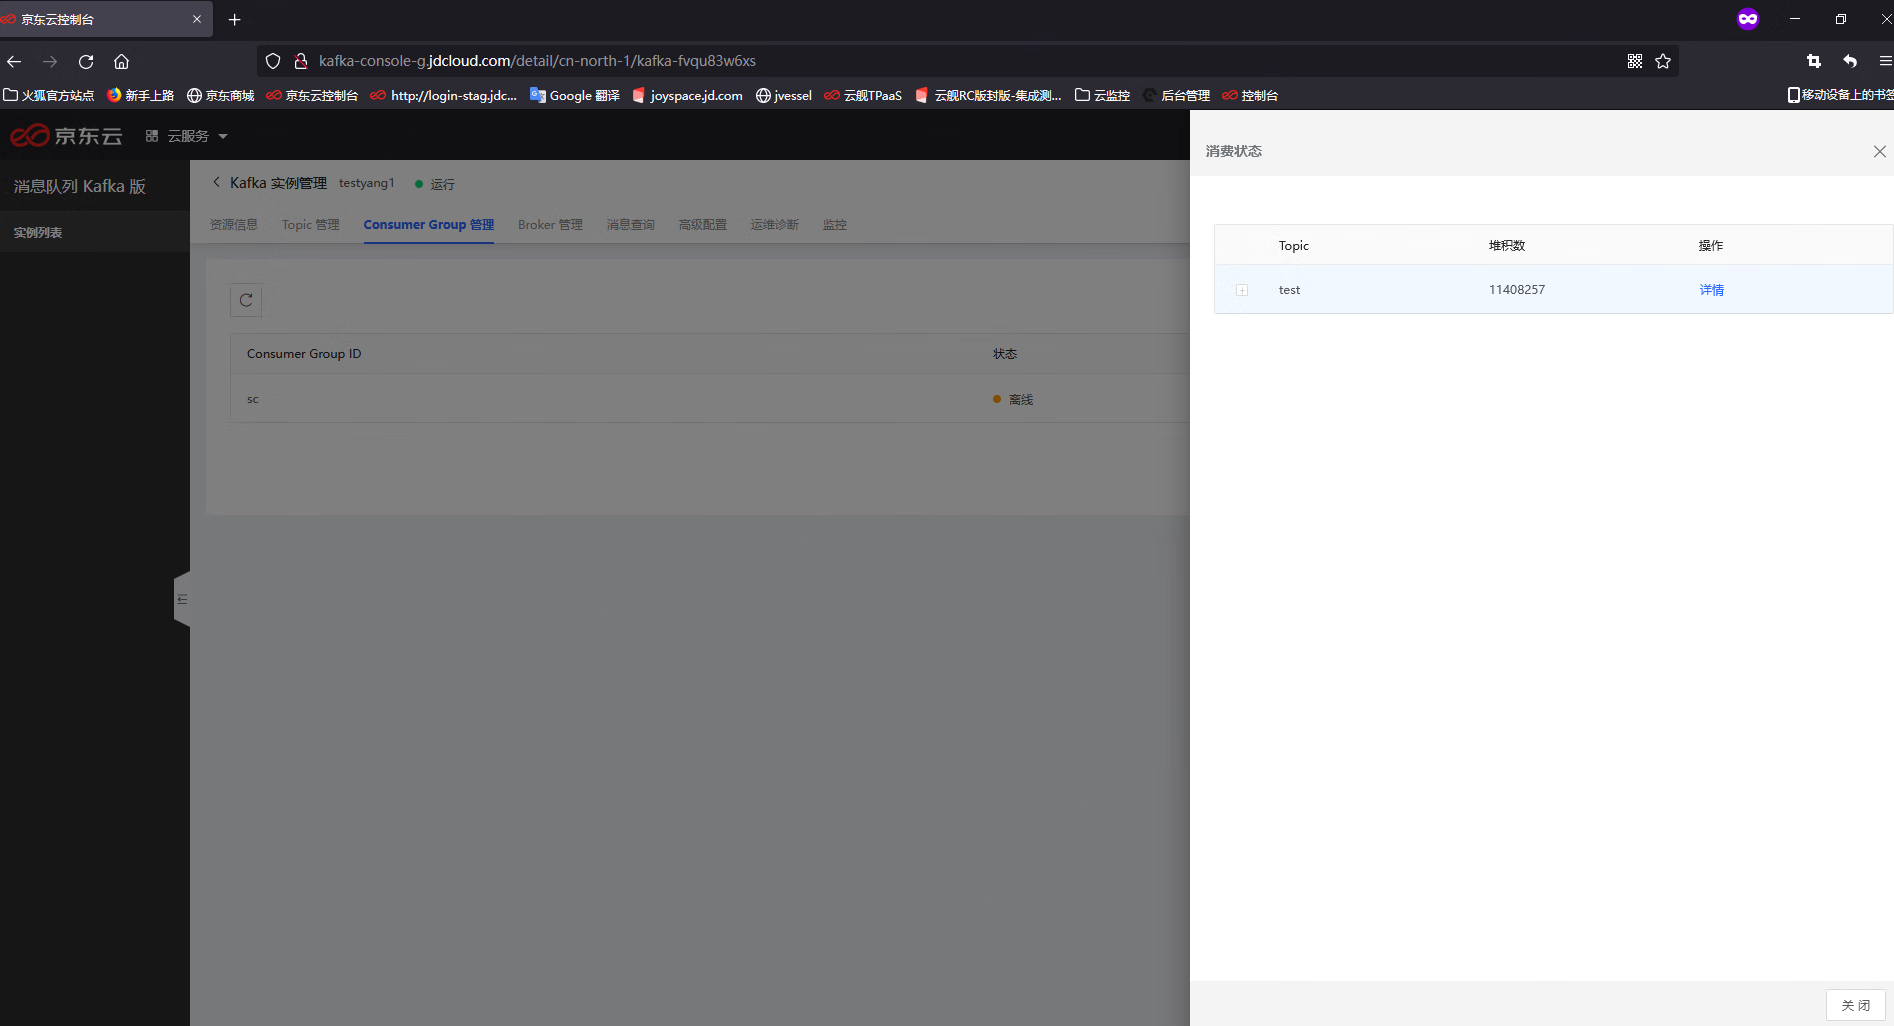 京东云控制台
kafka-console-g.jdcloud.com/detail/cn-north-1/kafka-fvqu83w6xs
火狐官方站点 新手上路 京东商城 京东云控制台 http://login-stag.jdc... Google 翻译 joyspace.jd.com jvessel 云舰TPaaS 云舰RC版封版-集成测... 云监控 后台管理 控制台 移动设备上的书签
京东云 云服务
消息队列 Kafka 版
实例列表
Kafka 实例管理 testyang1 运行
资源信息 Topic 管理 Consumer Group 管理 Broker 管理 消息查询 高级配置 运维诊断 监控
Consumer Group ID 状态
sc 离线
消费状态
Topic 堆积数 操作
test 11408257 详情
关 闭